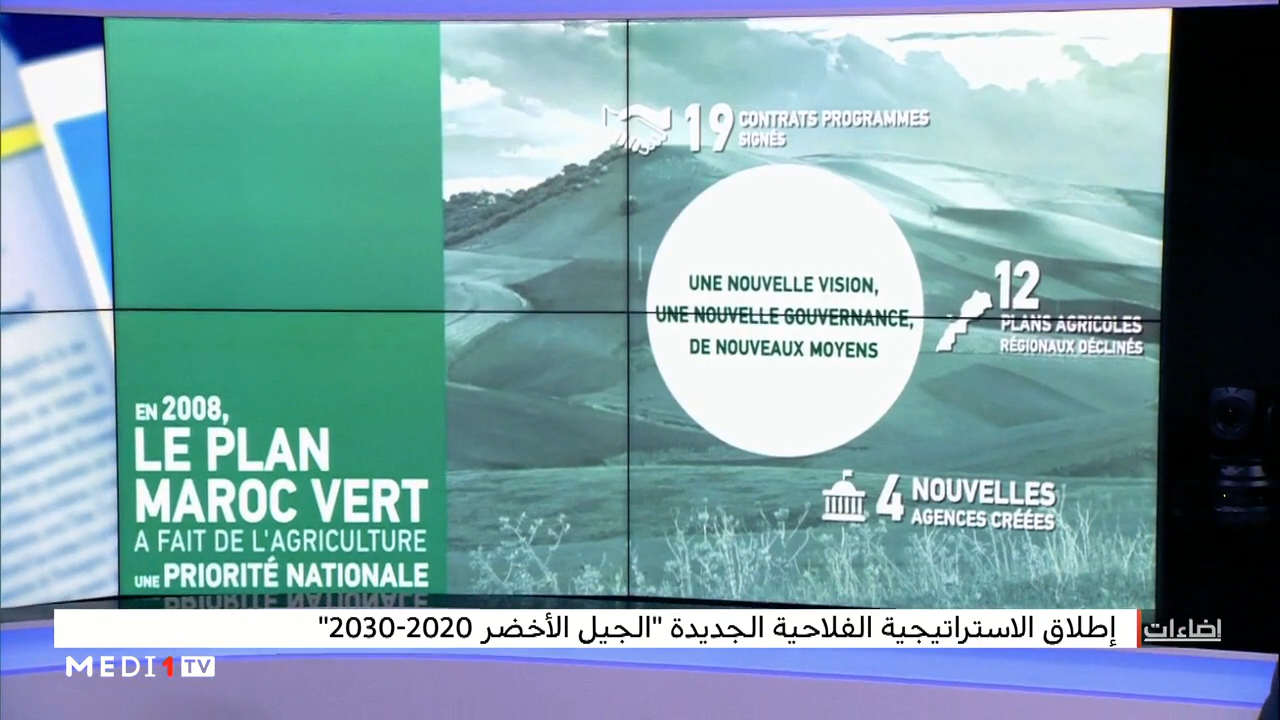 19 CONTRATS PROGRAMMES
SIGNÉS
UNE NOUVELLE VISION,
UNE NOUVELLE GOUVERNANCE,
DE NOUVEAUX MOYENS
12
PLANS AGRICOLES
RÉGIONAUX DÉCLINÉS
4 NOUVELLES
AGENCES CRÉÉES
EN 2008,
LE PLAN
MAROC VERT
A FAIT DE L'AGRICULTURE
UNE PRIORITÉ NATIONALE
إضاءات
إطلاق الاستراتيجية الفلاحية الجديدة "الجيل الأخضر 2020-2030"
MEDI1TV